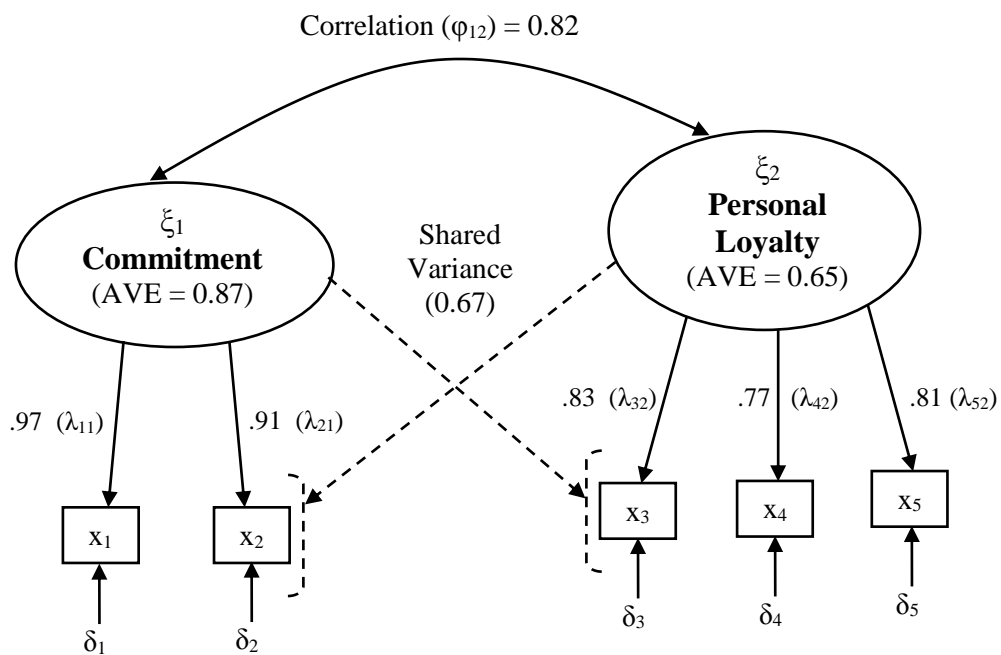 Correlation (φ12) = 0.82
ξ1
Commitment
(AVE = 0.87)
Shared
Variance
(0.67)
ξ2
Personal
Loyalty
(AVE = 0.65)
.97 (λ11)
.91 (λ21)
.83 (λ32)
.77 (λ42)
.81 (λ52)
x1
x2
x3
x4
x5
δ1
δ2
δ3
δ4
δ5